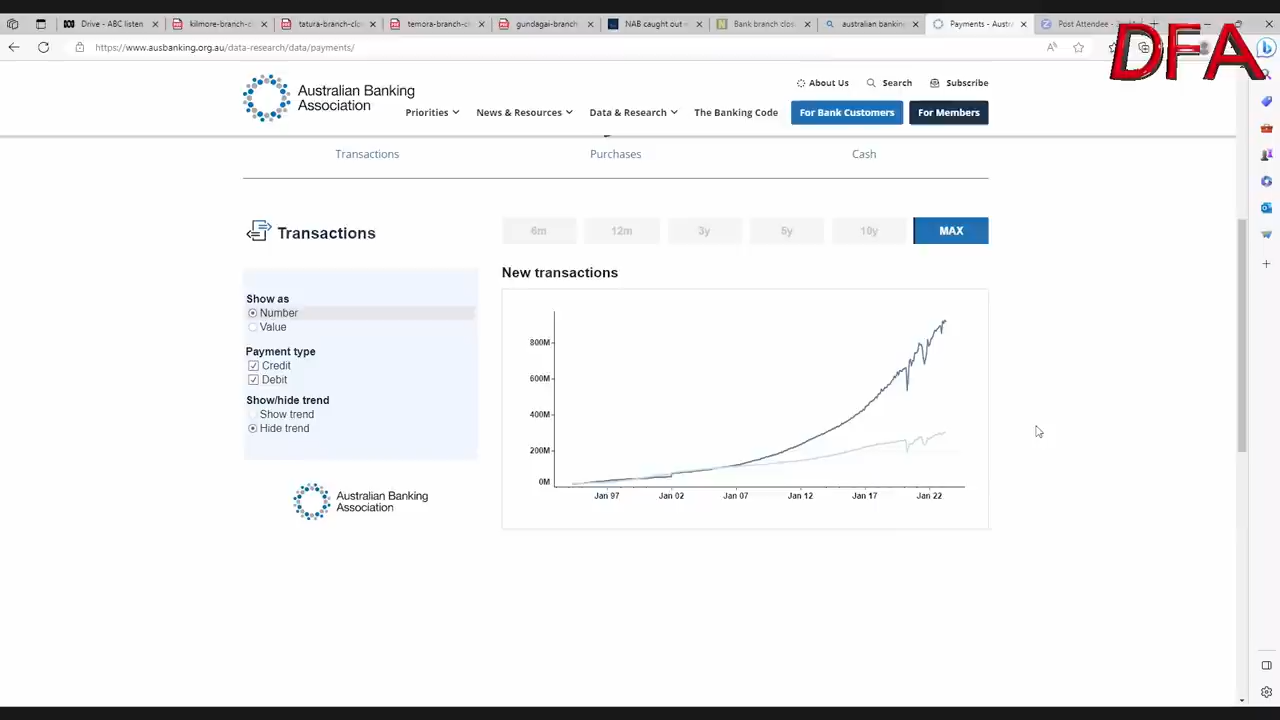 Drive - ABC listen
kilmore-branch-c
tatura-branch-clo
temora-branch-c
gundagai-branch
NAB caught out
Bank branch clos
australian bankin
Payments - Austr
Post Attendee -
https://www.ausbanking.org.au/data-research/data/payments/
DFA
Australian Banking
Association
About Us
Search
Subscribe
Priorities
News & Resources
Data & Research
The Banking Code
For Bank Customers
For Members
Transactions
Purchases
Cash
Transactions
6m
12m
3y
5y
10y
MAX
Show as
Number
Value
Payment type
Credit
Debit
Show/hide trend
Show trend
Hide trend
Australian Banking
Association
New transactions
800M
600M
400M
200M
0M
Jan 97
Jan 02
Jan 07
Jan 12
Jan 17
Jan 22